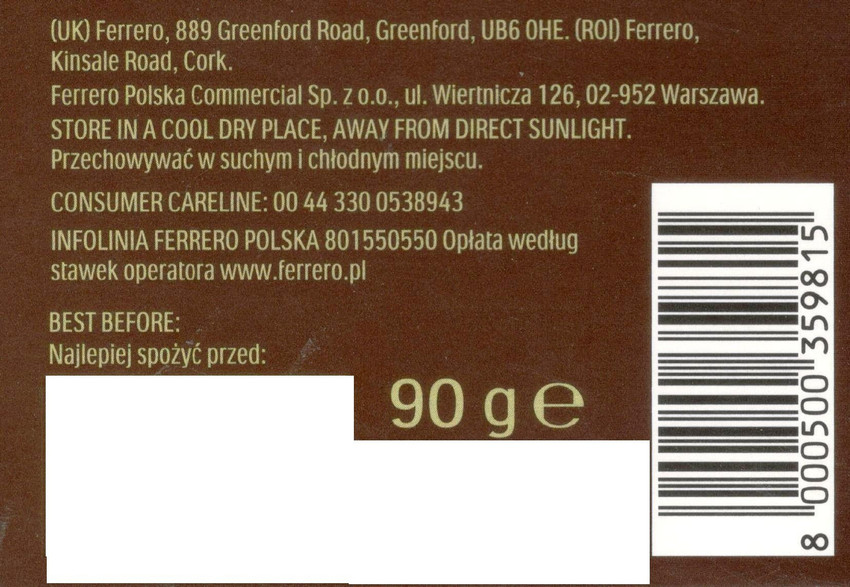 (UK) Ferrero, 889 Greenford Road, Greenford, UB6 0HE. (ROI) Ferrero,
Kinsale Road, Cork.
Ferrero Polska Commercial Sp. z o.o., ul. Wiertnicza 126, 02-952 Warszawa.
STORE IN A COOL DRY PLACE, AWAY FROM DIRECT SUNLIGHT.
Przechowywać w suchym i chłodnym miejscu.
CONSUMER CARELINE: 00 44 330 0538943
INFOLINIA FERRERO POLSKA 801550550 Opłata według
stawek operatora www.ferrero.pl
BEST BEFORE:
Najlepiej spożyć przed:
90 g ℮
8 000500 359815